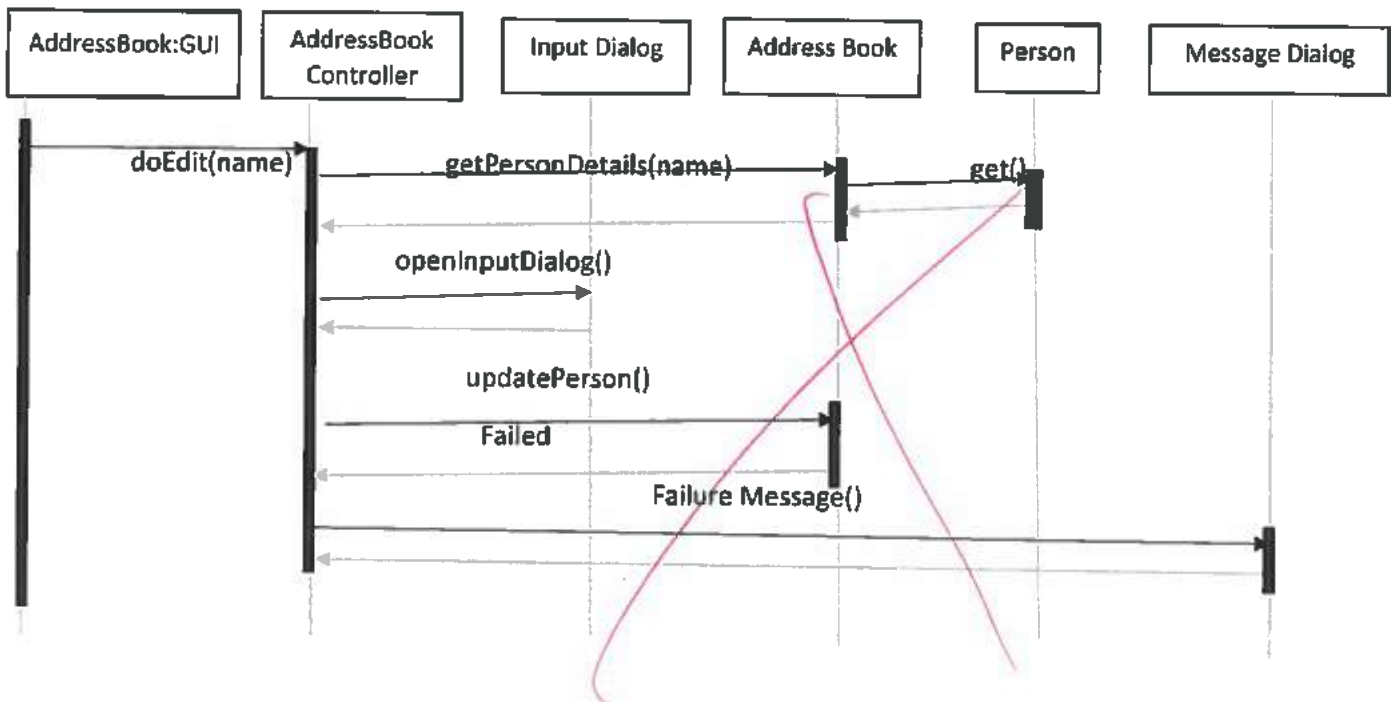 AddressBook:GUI
AddressBook
Controller
Input Dialog
Address Book
Person
Message Dialog
doEdit(name)
getPersonDetails(name)
get()
openInputDialog()
updatePerson()
Failed
Failure Message()